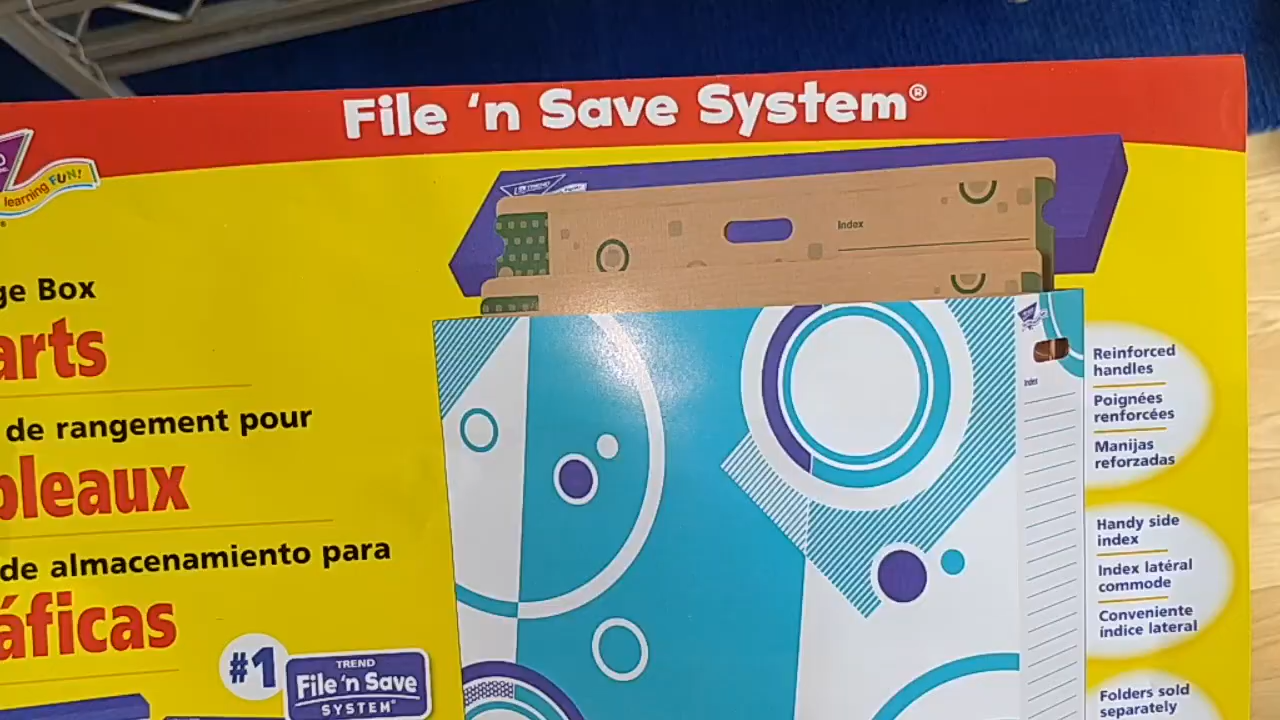 File 'n Save System®
learning FUN!
Index
ge Box
arts
de rangement pour
bleaux
de almacenamiento para
áficas
#1
TREND
File 'n Save
SYSTEM
Index
Reinforced
handles
Poignées
renforcées
Manijas
reforzadas
Handy side
index
Index latéral
commode
Conveniente
índice lateral
Folders sold
separately